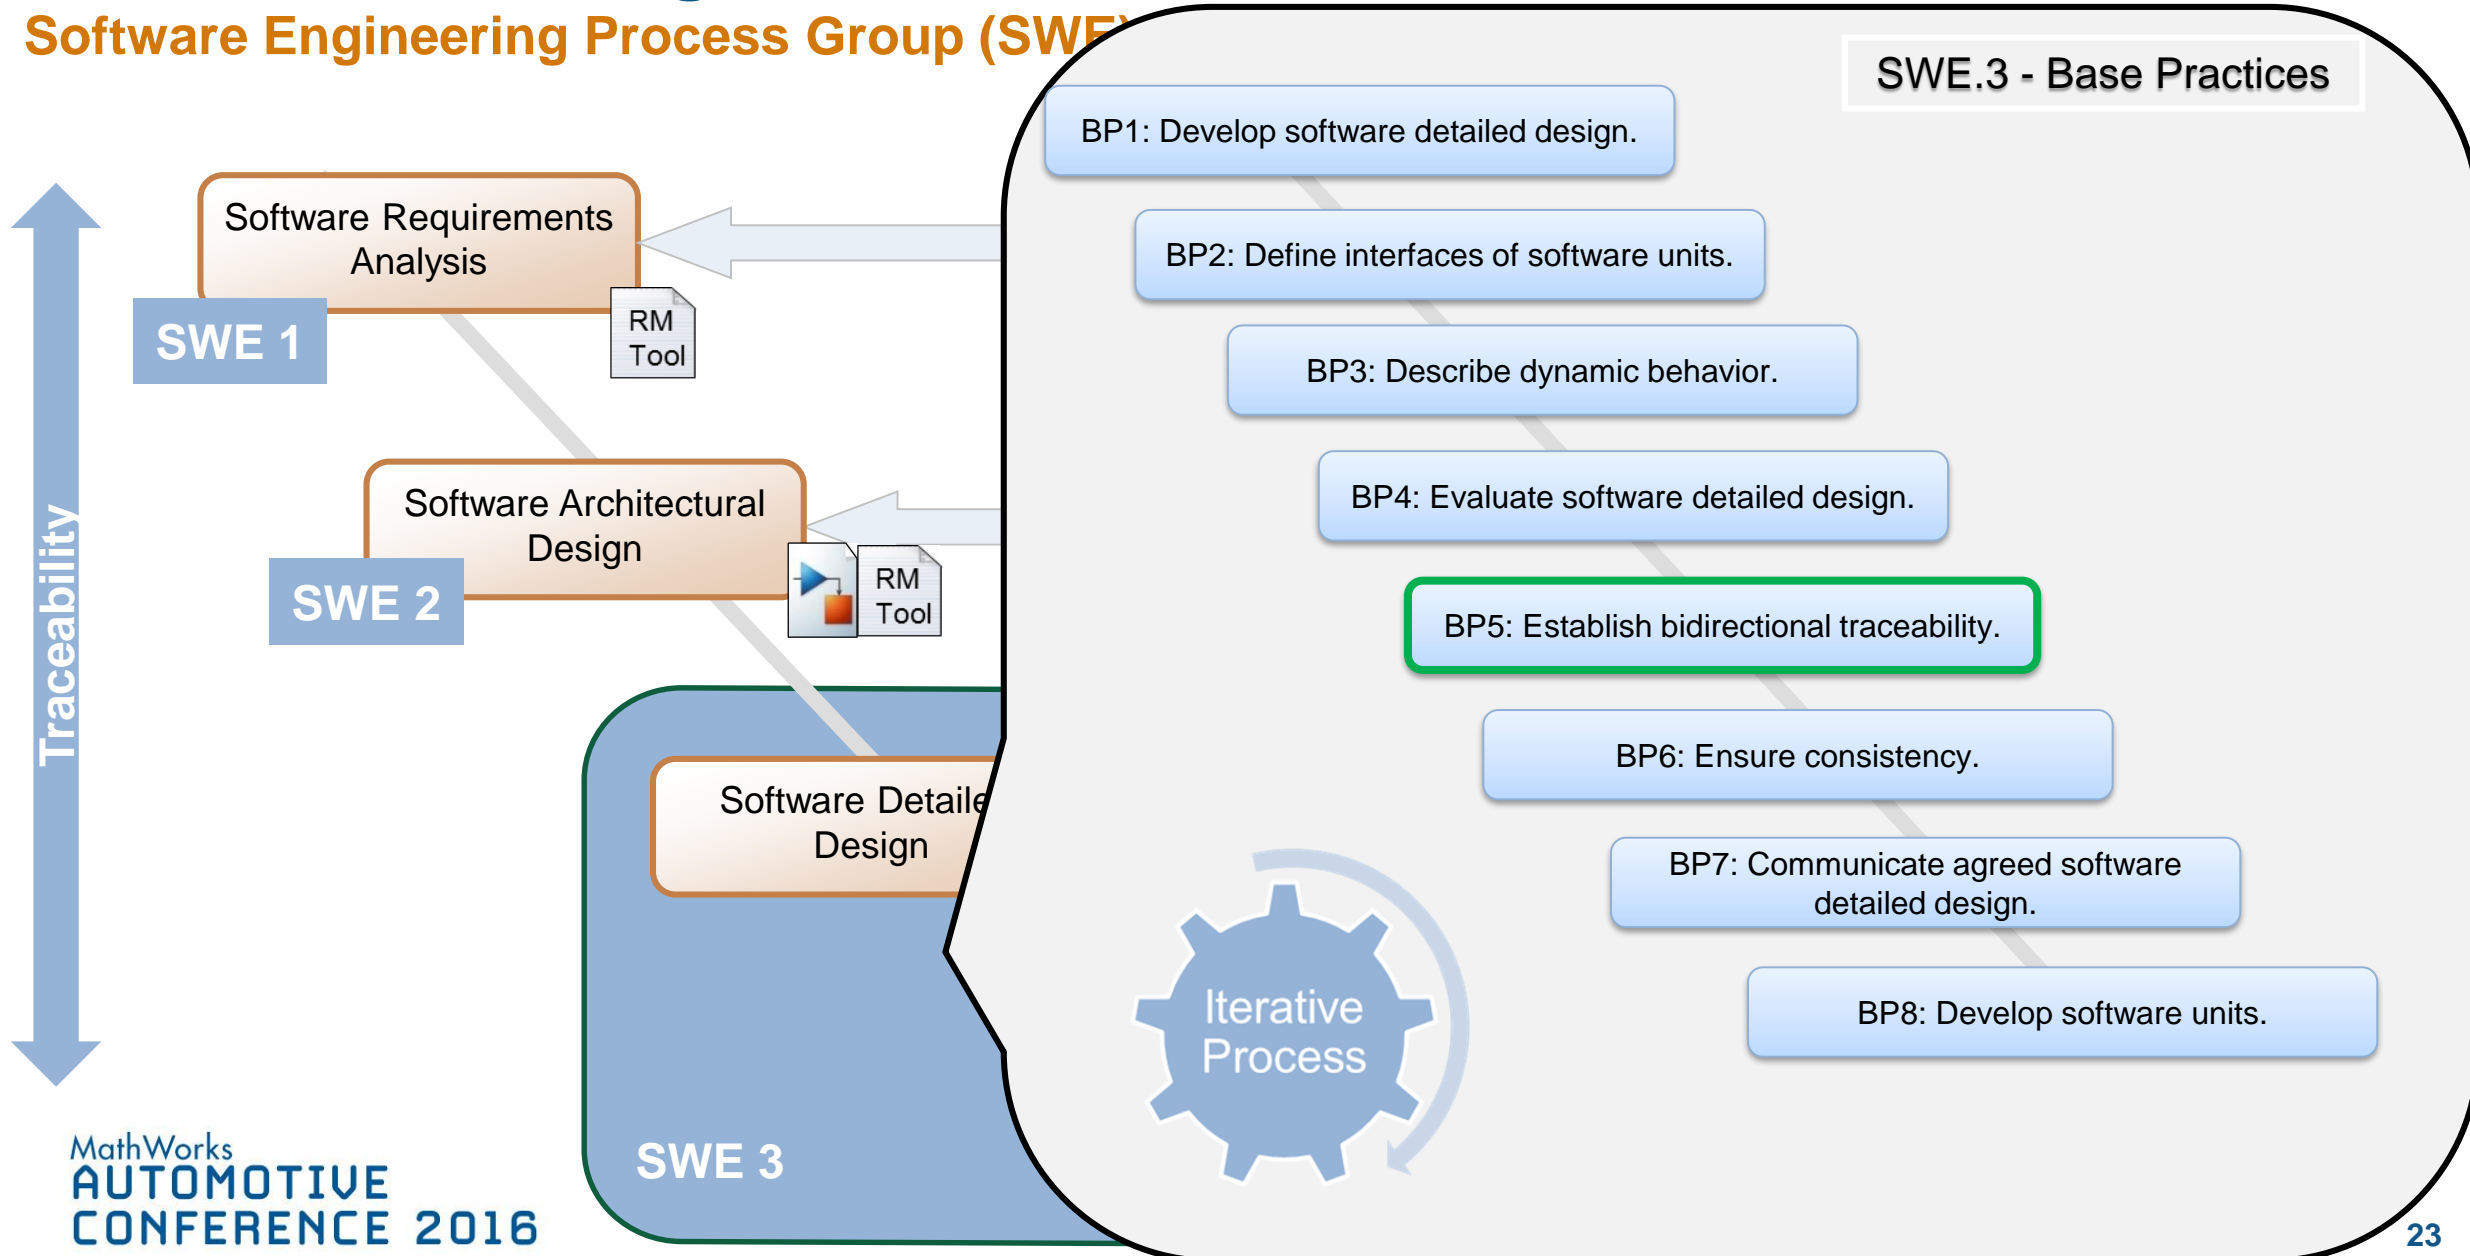 Software Engineering Process Group (SWE)
SWE.3 - Base Practices
BP1: Develop software detailed design.
Software Requirements
Analysis
BP2: Define interfaces of software units.
SWE 1
RM
Tool
BP3: Describe dynamic behavior.
Software Architectural
Design
BP4: Evaluate software detailed design.
SWE 2
RM
Tool
Traceability
BP5: Establish bidirectional traceability.
BP6: Ensure consistency.
Software Detaile
Design
BP7: Communicate agreed software
detailed design.
Iterative
Process
BP8: Develop software units.
SWE 3
MathWorks
AUTOMOTIVE
CONFERENCE 2016
23